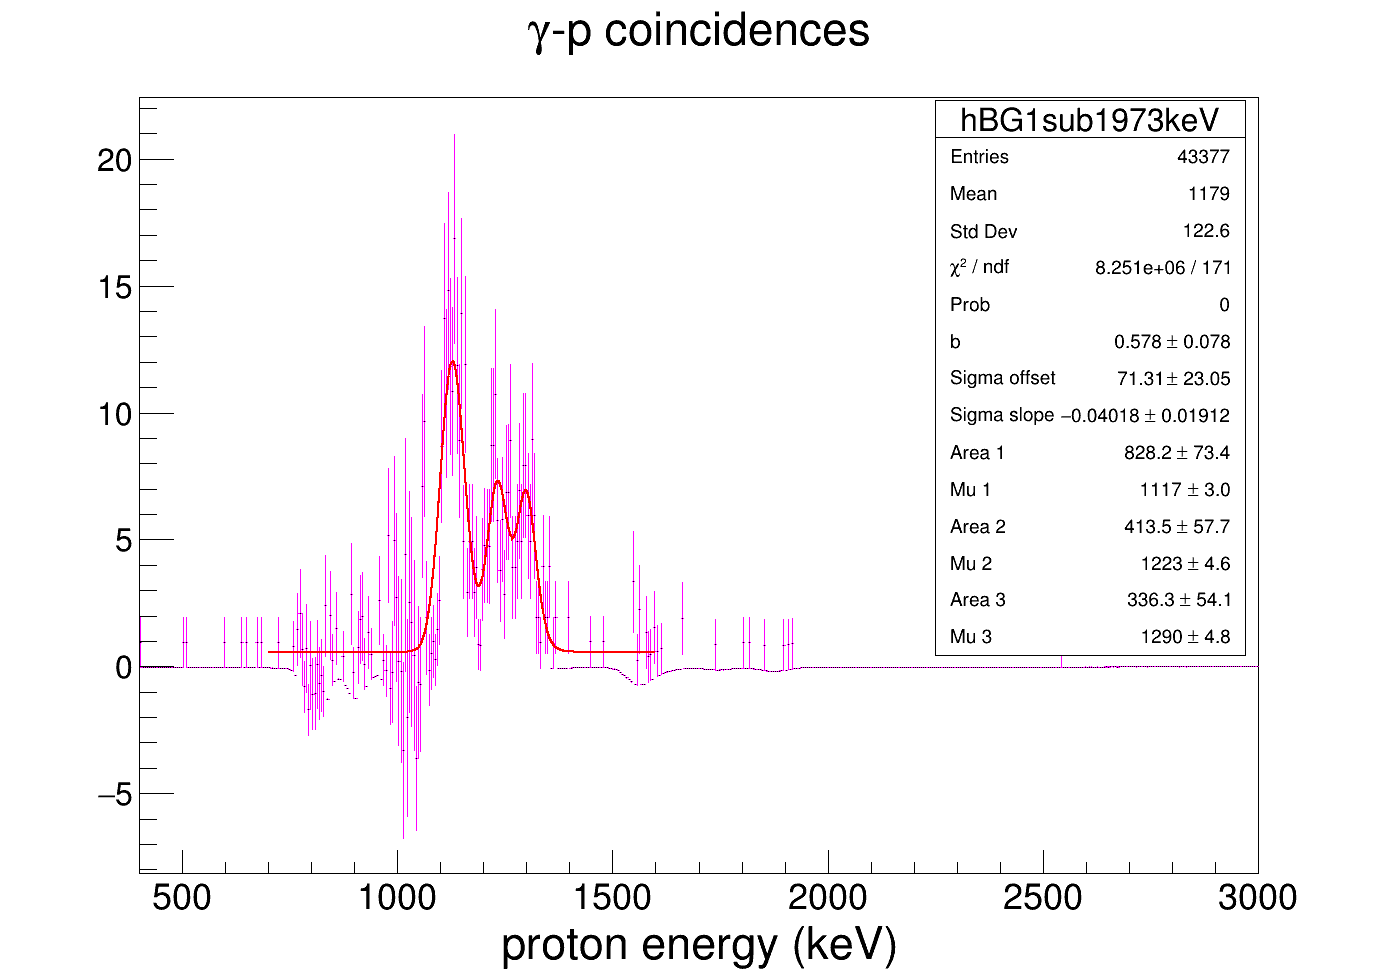 γ-p coincidences
hBG1sub1973keV
Entries 43377
Mean 1179
Std Dev 122.6
χ² / ndf 8.251e+06 / 171
Prob 0
b 0.578 ± 0.078
Sigma offset 71.31 ± 23.05
Sigma slope −0.04018 ± 0.01912
Area 1 828.2 ± 73.4
Mu 1 1117 ± 3.0
Area 2 413.5 ± 57.7
Mu 2 1223 ± 4.6
Area 3 336.3 ± 54.1
Mu 3 1290 ± 4.8
20
15
10
5
0
−5
500 1000 1500 2000 2500 3000
proton energy (keV)